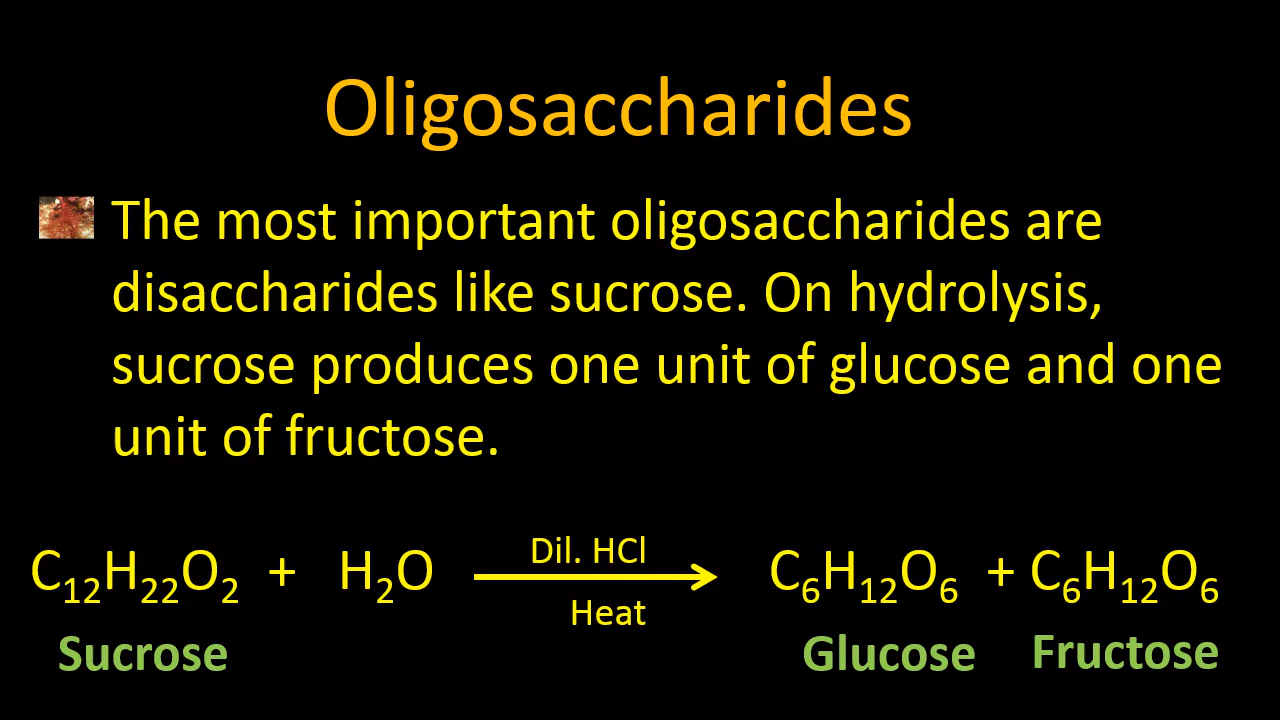 Oligosaccharides
The most important oligosaccharides are
disaccharides like sucrose. On hydrolysis,
sucrose produces one unit of glucose and one
unit of fructose.
Dil. HCl
C₁₂H₂₂O₂ + H₂O ⟶ C₆H₁₂O₆ + C₆H₁₂O₆
Heat
Sucrose Glucose Fructose